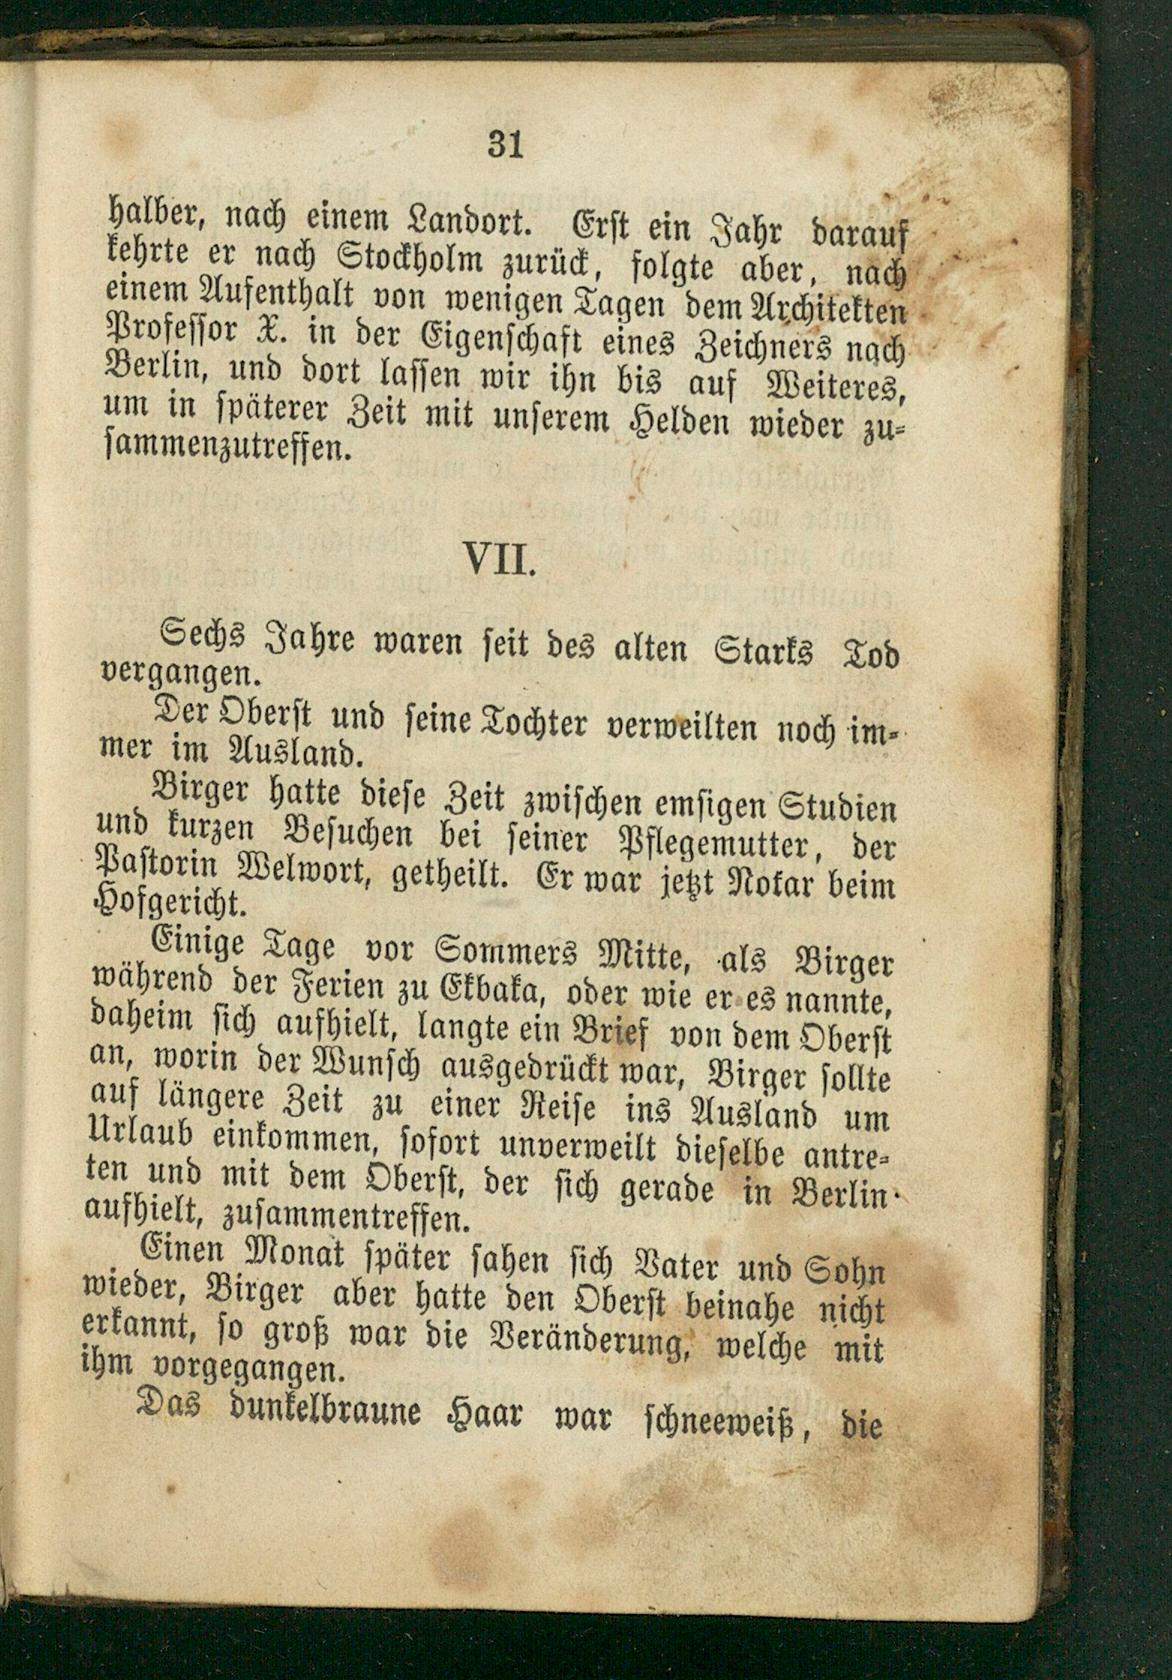 31
halber, nach einem Landort. Erst ein Jahr darauf
kehrte er nach Stockholm zurück, folgte aber, nach
einem Aufenthalt von wenigen Tagen dem Architekten
Professor X. in der Eigenschaft eines Zeichners nach
Berlin, und dort lassen wir ihn bis auf Weiteres,
um in späterer Zeit mit unserem Helden wieder zu-
sammenzutreffen.
VII.
Sechs Jahre waren seit des alten Starks Tod
vergangen.
Der Oberst und seine Tochter verweilten noch im-
mer im Ausland.
Birger hatte diese Zeit zwischen emsigen Studien
und kurzen Besuchen bei seiner Pflegemutter, der
Pastorin Welwort, getheilt. Er war jetzt Notar beim
Hofgericht.
Einige Tage vor Sommers Mitte, als Birger
während der Ferien zu Ekbaka, oder wie er es nannte,
daheim sich aufhielt, langte ein Brief von dem Oberst
an, worin der Wunsch ausgedrückt war, Birger sollte
auf längere Zeit zu einer Reise ins Ausland um
Urlaub einkommen, sofort unverweilt dieselbe antre-
ten und mit dem Oberst, der sich gerade in Berlin
aufhielt, zusammentreffen.
Einen Monat später sahen sich Vater und Sohn
wieder, Birger aber hatte den Oberst beinahe nicht
erkannt, so groß war die Veränderung, welche mit
ihm vorgegangen.
Das dunkelbraune Haar war schneeweiß, die